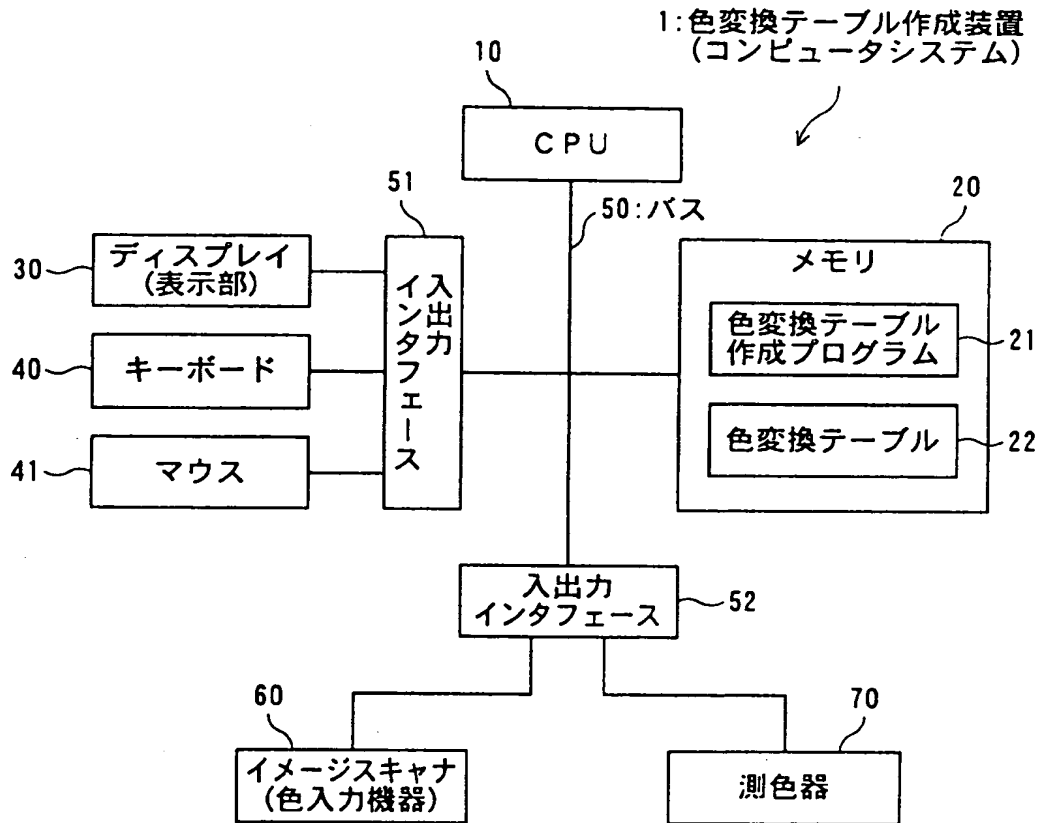 1:色変換テーブル作成装置
(コンピュータシステム)
10
CPU
51
50:バス
20
30
ディスプレイ
(表示部)
入出力
インタフェース
メモリ
色変換テーブル
作成プログラム
21
40
キーボード
色変換テーブル
22
41
マウス
入出力
インタフェース
52
60
70
イメージスキャナ
(色入力機器)
測色器